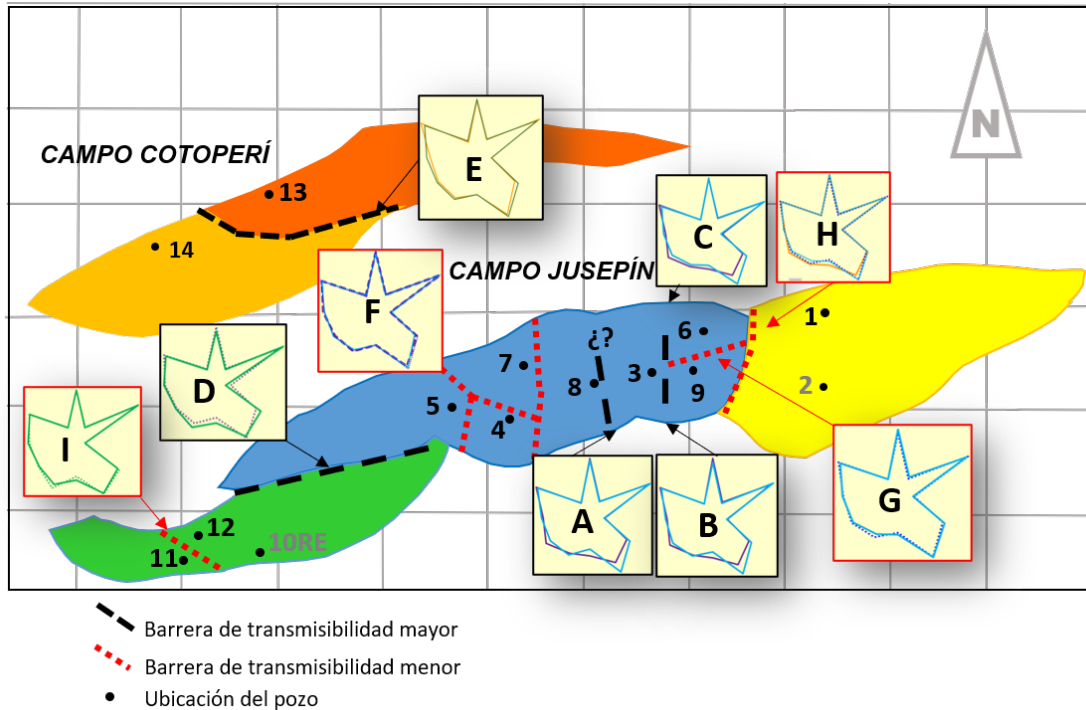 N
CAMPO COTOPERÍ
E
13
14
C
H
CAMPO JUSEPÍN
F
1
¿?
6
7
D
3
9
8
2
5
4
I
A
B
G
12
10RE
11
Barrera de transmisibilidad mayor
Barrera de transmisibilidad menor
Ubicación del pozo